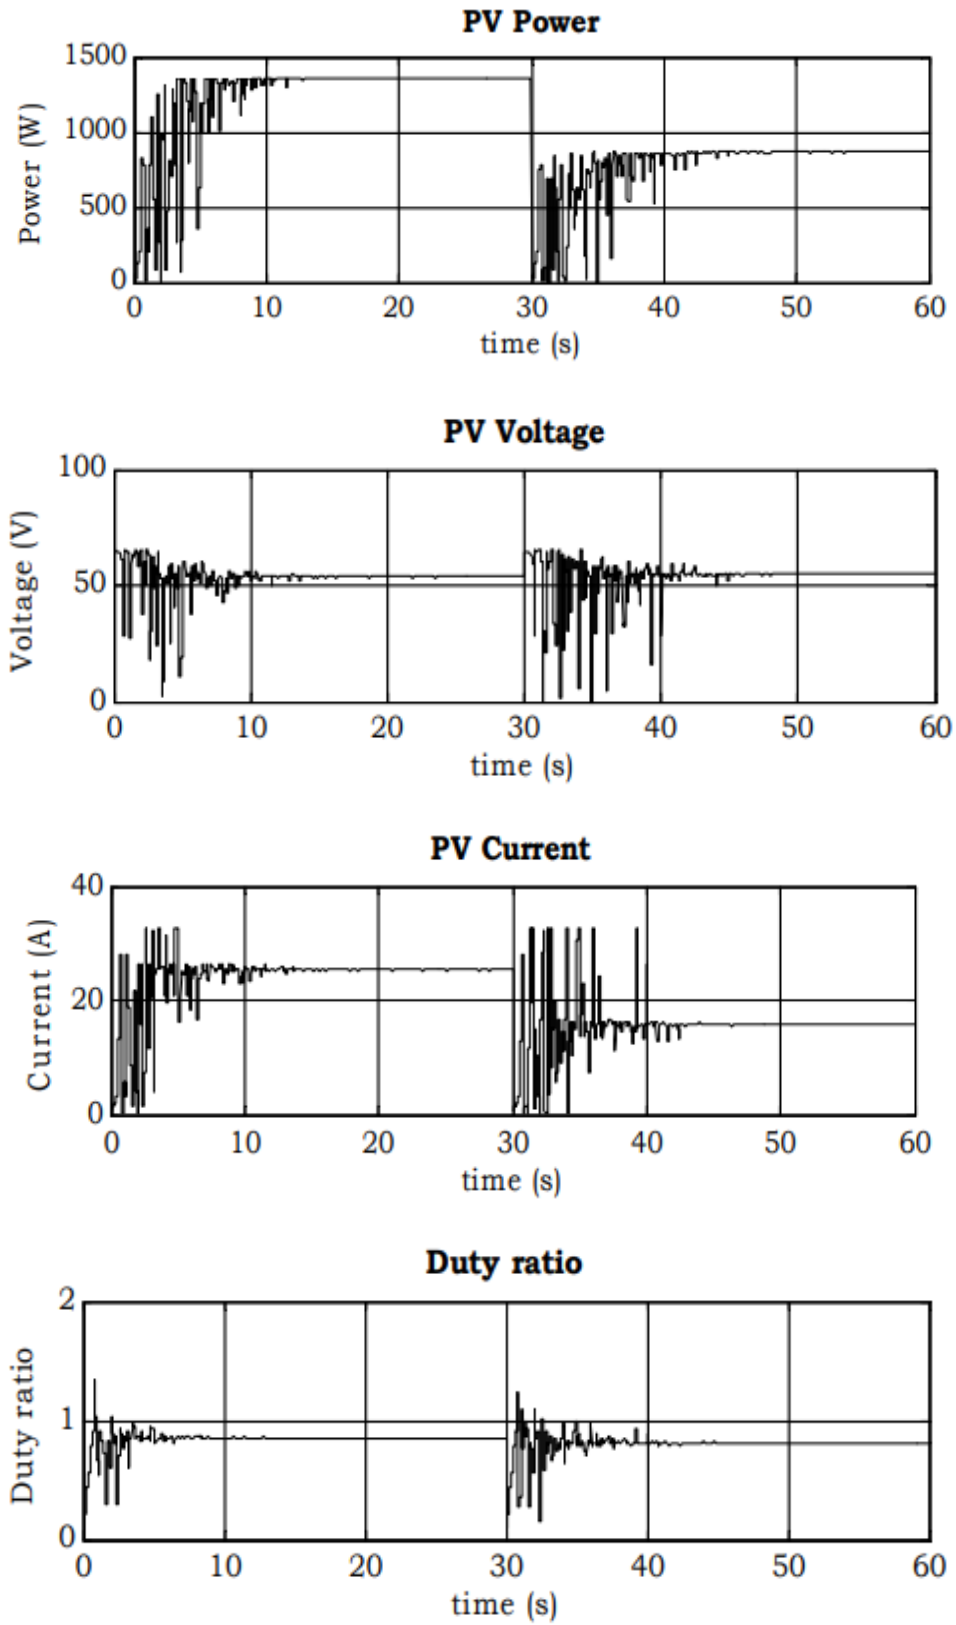 PV Power
1500
1000
500
0
Power (W)
0 10 20 30 40 50 60
time (s)
PV Voltage
100
50
0
Voltage (V)
0 10 20 30 40 50 60
time (s)
PV Current
40
20
0
Current (A)
0 10 20 30 40 50 60
time (s)
Duty ratio
2
1
0
Duty ratio
0 10 20 30 40 50 60
time (s)